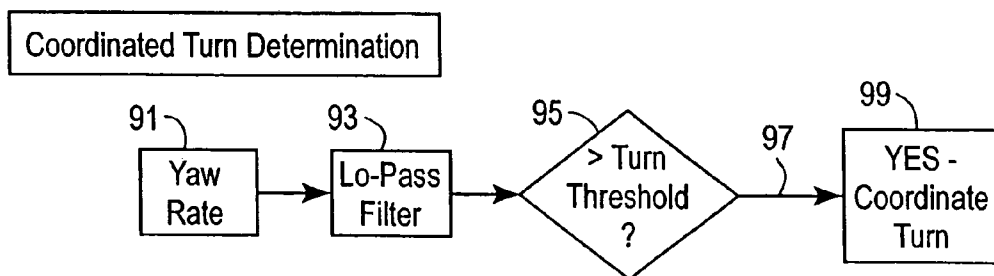 Coordinated Turn Determination
91
93
95
97
99
Yaw
Rate
Lo-Pass
Filter
> Turn
Threshold
?
YES -
Coordinate
Turn